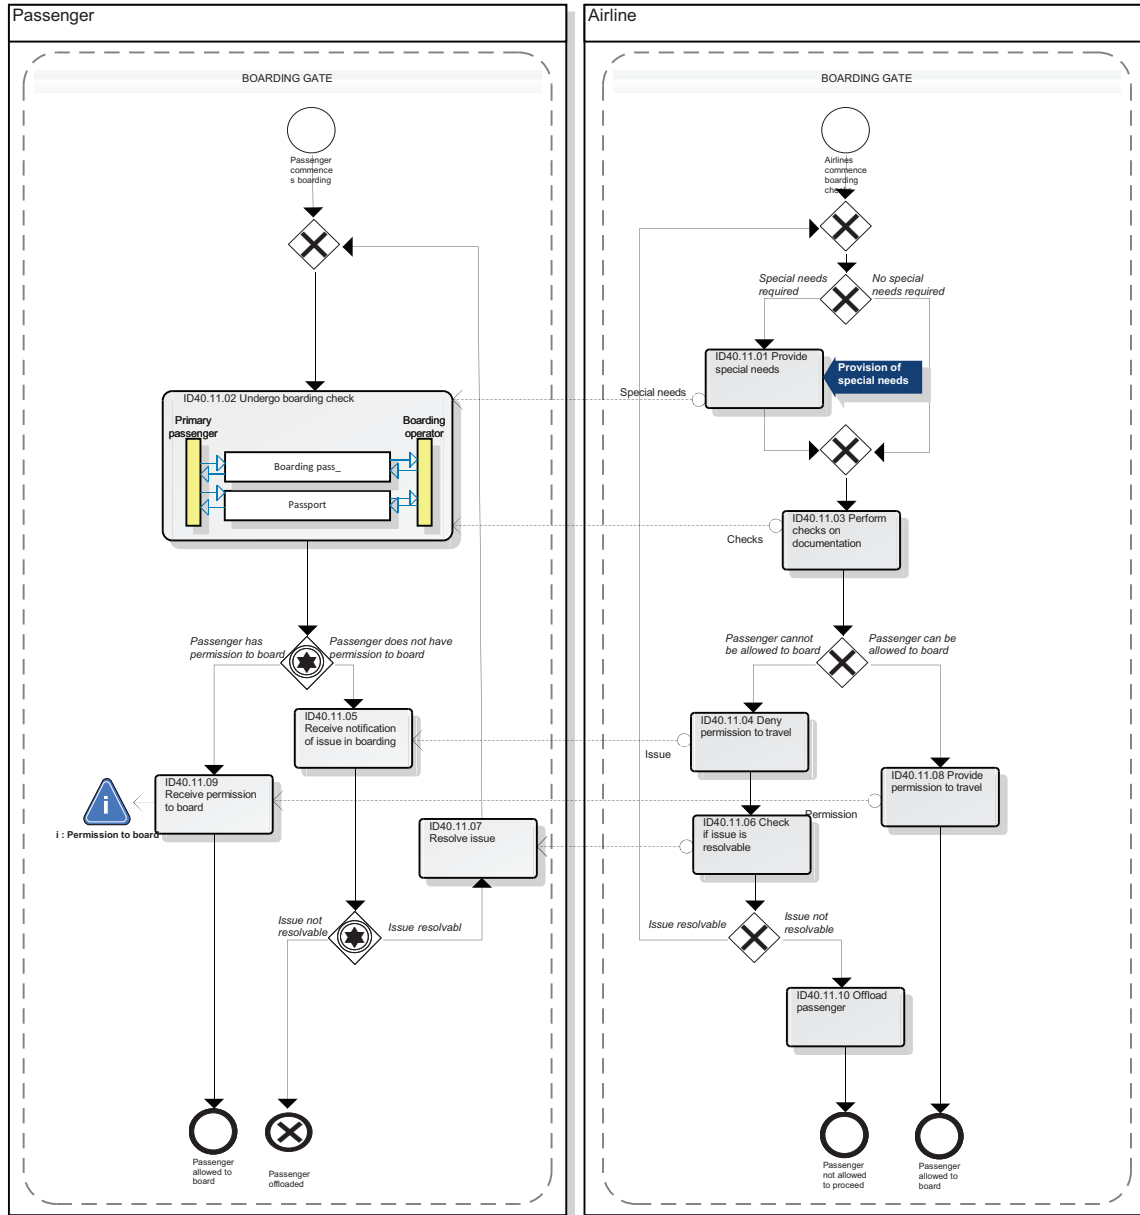 Passenger
BOARDING GATE
Passenger
commence
s boarding
ID40.11.02 Undergo boarding check
Primary
passenger
Boarding
operator
Boarding pass_
Passport
Passenger has
permission to board
Passenger does not have
permission to board
ID40.11.05
Receive notification
of issue in boarding
ID40.11.09
Receive permission
to board
i
i : Permission to board
ID40.11.07
Resolve issue
Issue not
resolvable
Issue resolvabl
Passenger
allowed to
board
Passenger
offloaded
Airline
BOARDING GATE
Airlines
commence
boarding
checks
Special needs
required
No special
needs required
ID40.11.01 Provide
special needs
Provision of
special needs
Special needs
ID40.11.03 Perform
checks on
documentation
Checks
Passenger cannot
be allowed to board
Passenger can be
allowed to board
ID40.11.04 Deny
permission to travel
Issue
ID40.11.08 Provide
permission to travel
Permission
ID40.11.06 Check
if issue is
resolvable
Issue resolvable
Issue not
resolvable
ID40.11.10 Offload
passenger
Passenger
not allowed
to proceed
Passenger
allowed to
board